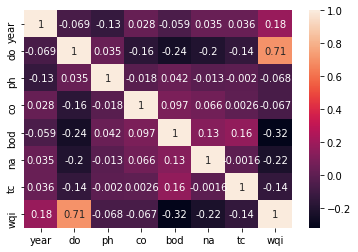 year 1 -0.069 -0.13 0.028 -0.059 0.035 0.036 0.18
do -0.069 1 0.035 -0.16 -0.24 -0.2 -0.14 0.71
ph -0.13 0.035 1 -0.018 0.042 -0.013 -0.002 -0.068
co 0.028 -0.16 -0.018 1 0.097 0.066 0.0026 -0.067
bod -0.059 -0.24 0.042 0.097 1 0.13 0.16 -0.32
na 0.035 -0.2 -0.013 0.066 0.13 1 -0.0016 -0.22
tc 0.036 -0.14 -0.002 0.0026 0.16 -0.0016 1 -0.14
wqi 0.18 0.71 -0.068 -0.067 -0.32 -0.22 -0.14 1
year do ph co bod na tc wqi
1.0
0.8
0.6
0.4
0.2
0.0
-0.2